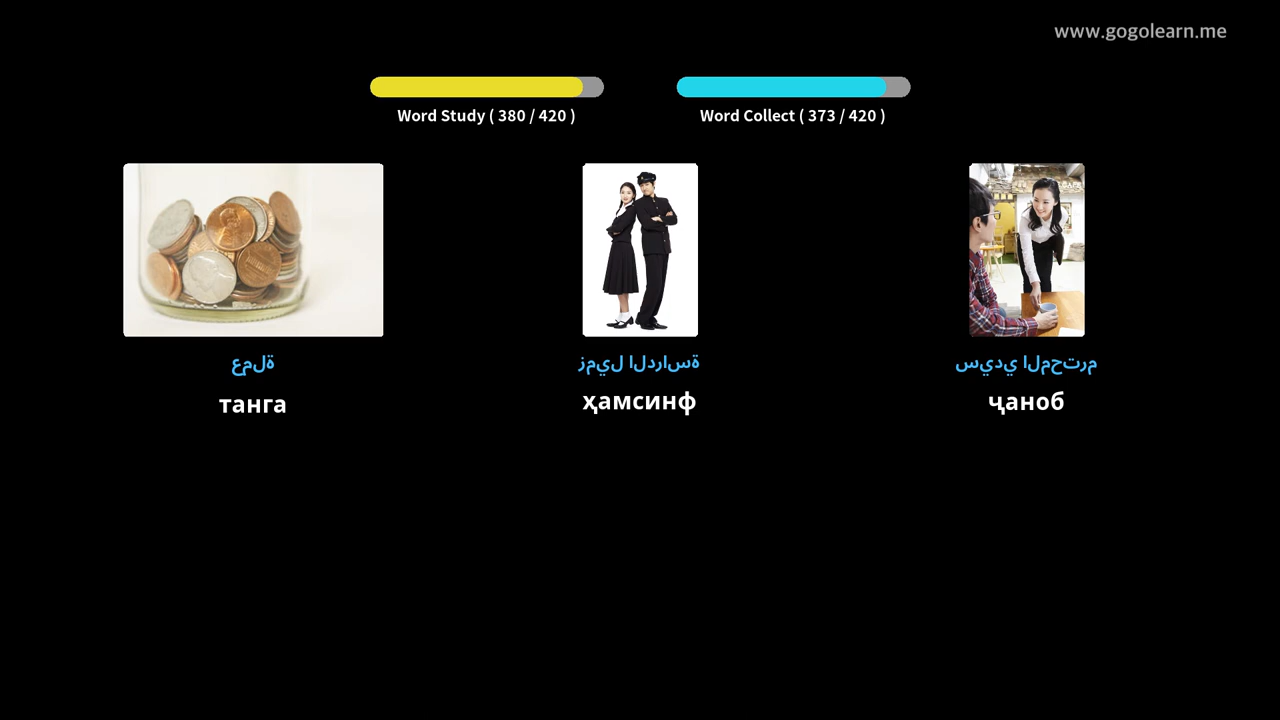 www.gogolearn.me
Word Study ( 380 / 420 )
Word Collect ( 373 / 420 )
عملة
زميل الدراسة
سيدي المحترم
танга
ҳамсинф
ҷаноб